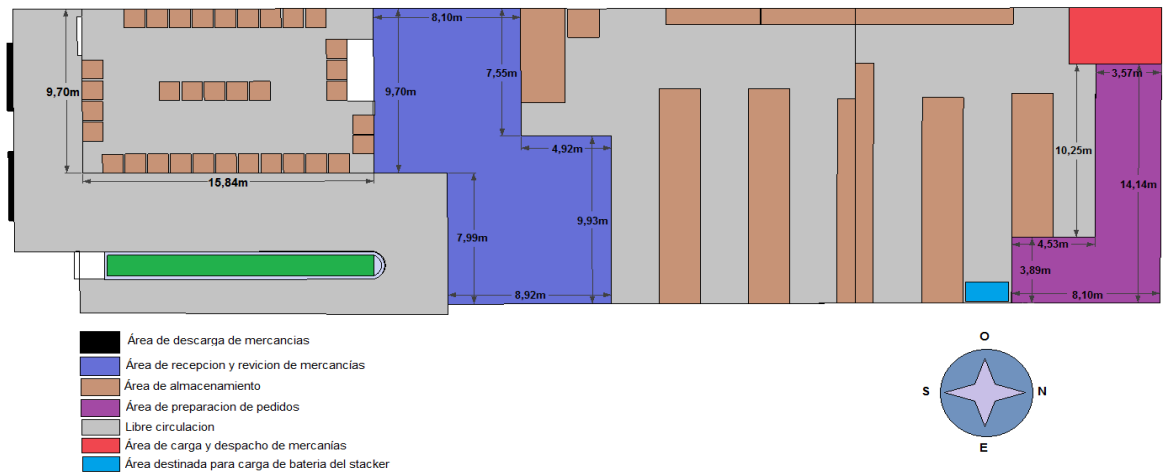 8,10m
7,55m
3,57m
9,70m
9,70m
4,92m
10,25m
15,84m
14,14m
9,93m
7,99m
4,53m
3,89m
8,92m
8,10m
Área de descarga de mercancias
Área de recepcion y revicion de mercancías
Área de almacenamiento
Área de preparacion de pedidos
Libre circulacion
Área de carga y despacho de mercanías
Área destinada para carga de bateria del stacker
O
S
N
E